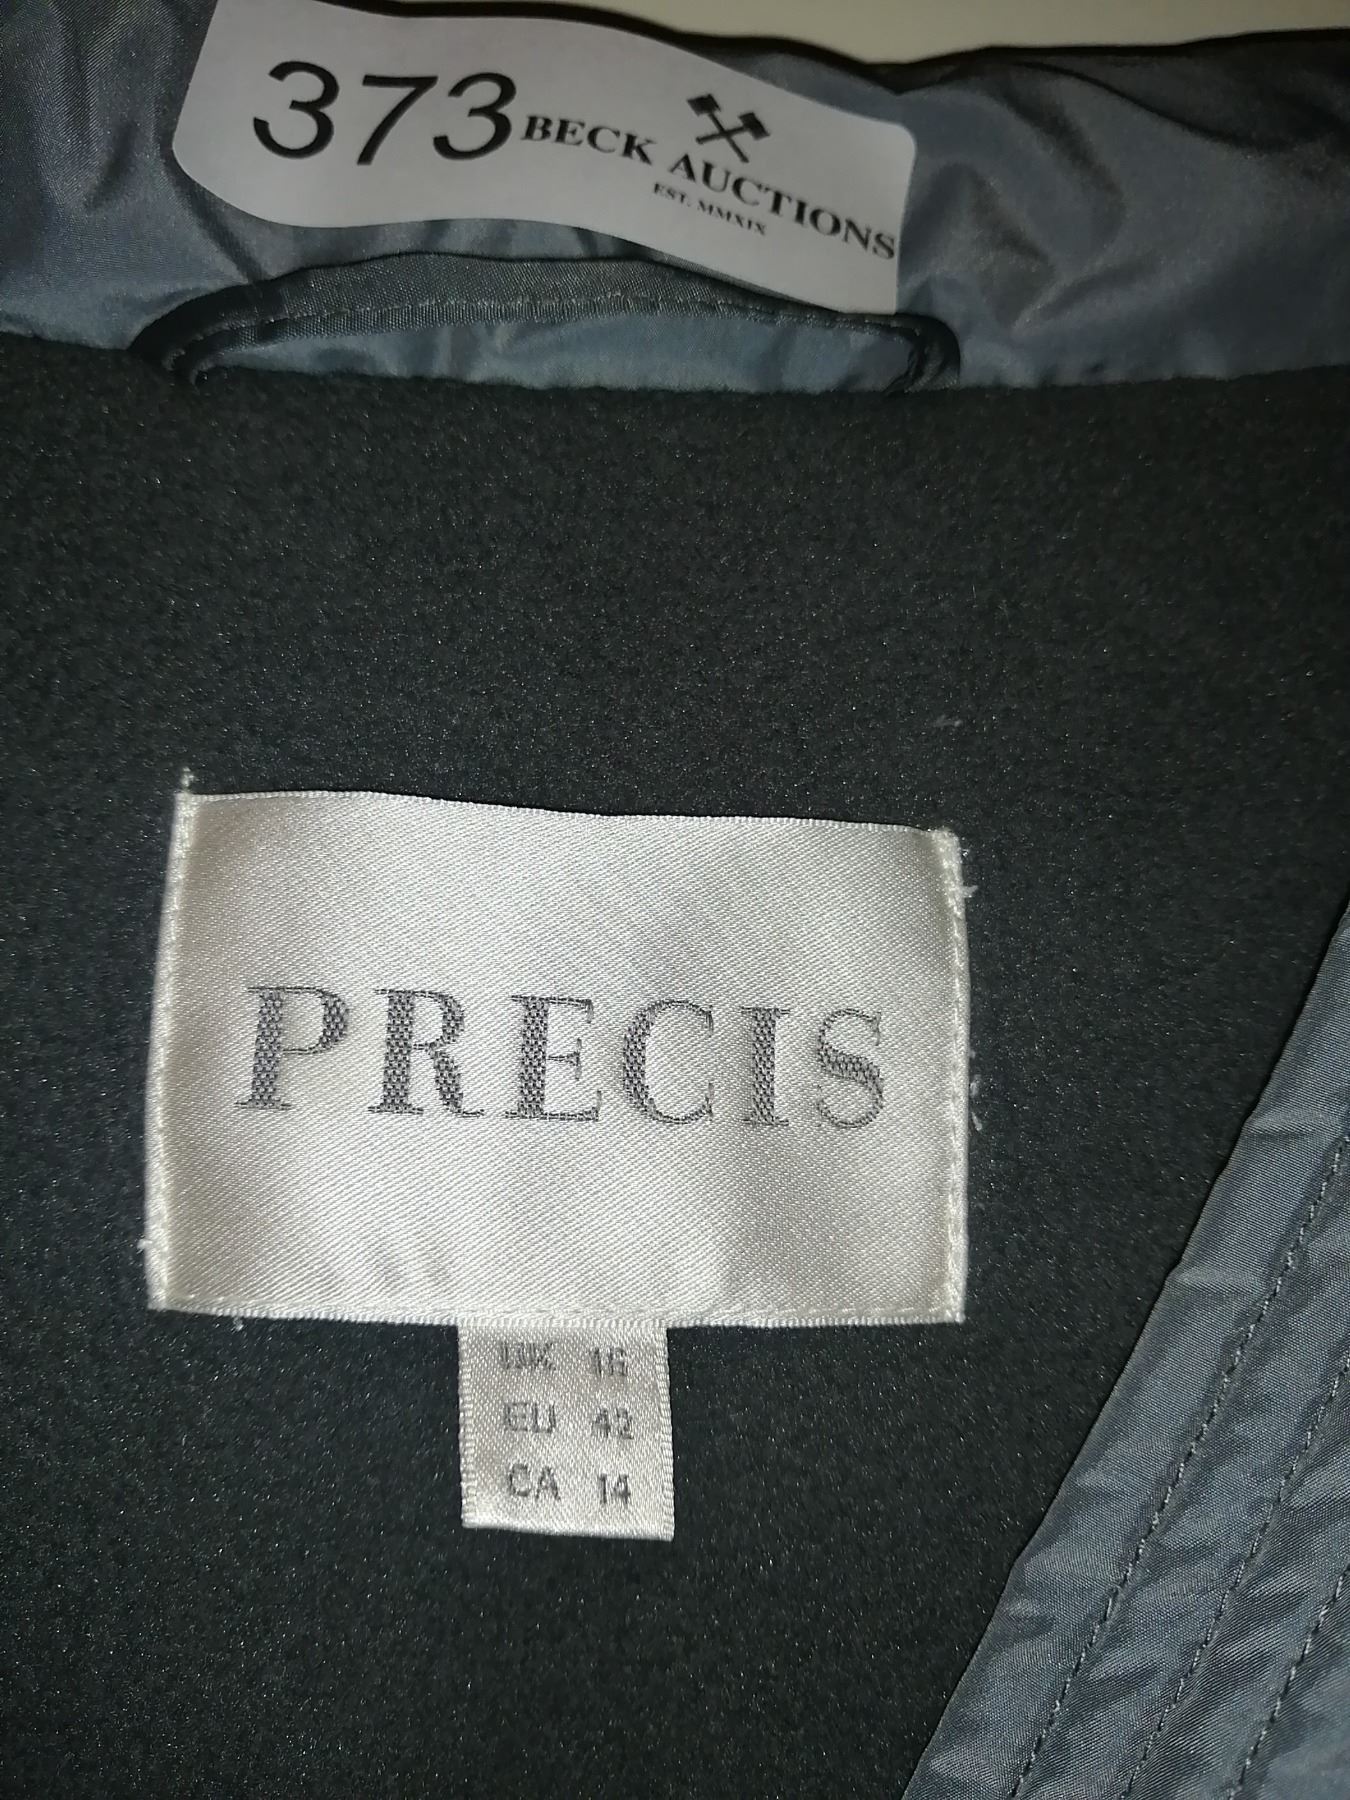 373 BECK AUCTIONS
EST. MMXIX
PRECIS
UK 16
EU 42
CA 14